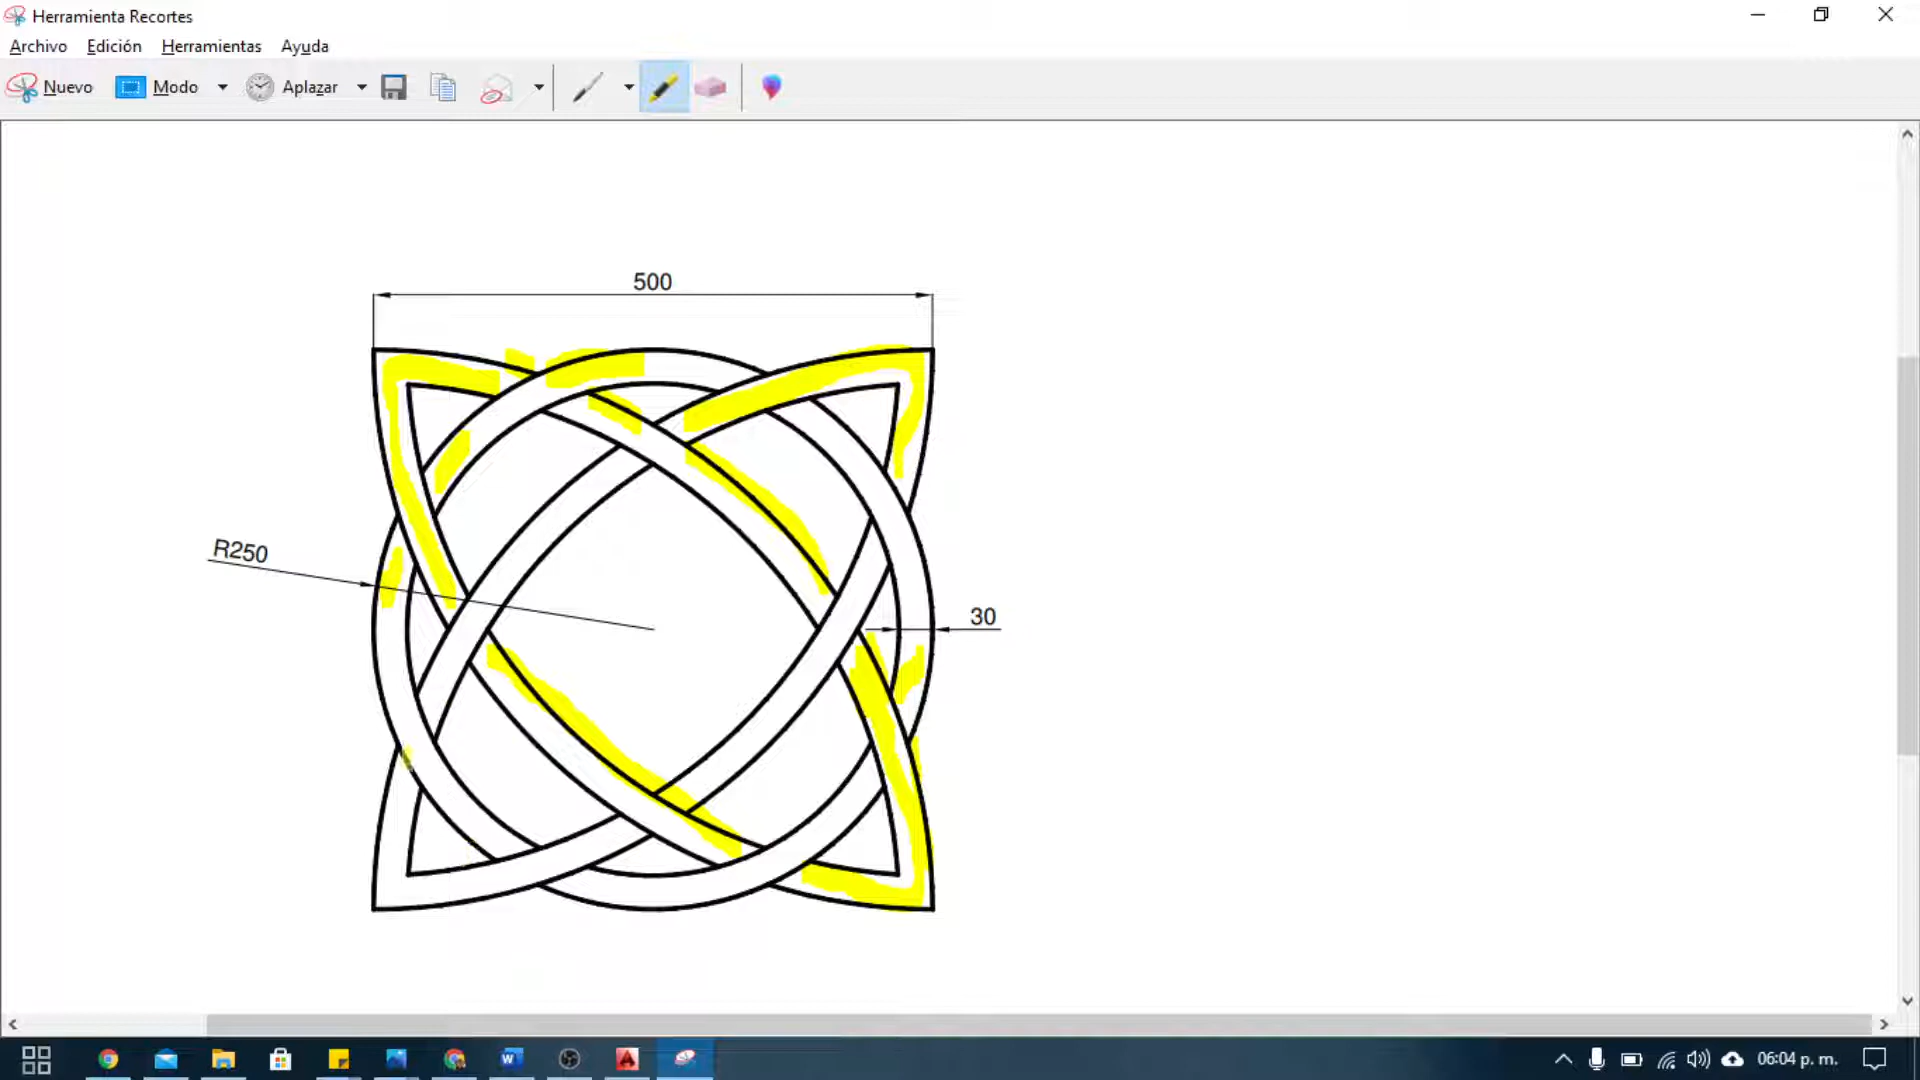 Herramienta Recortes
Archivo Edición Herramientas Ayuda
Nuevo Modo Aplazar
500
R250
30
06:04 p. m.